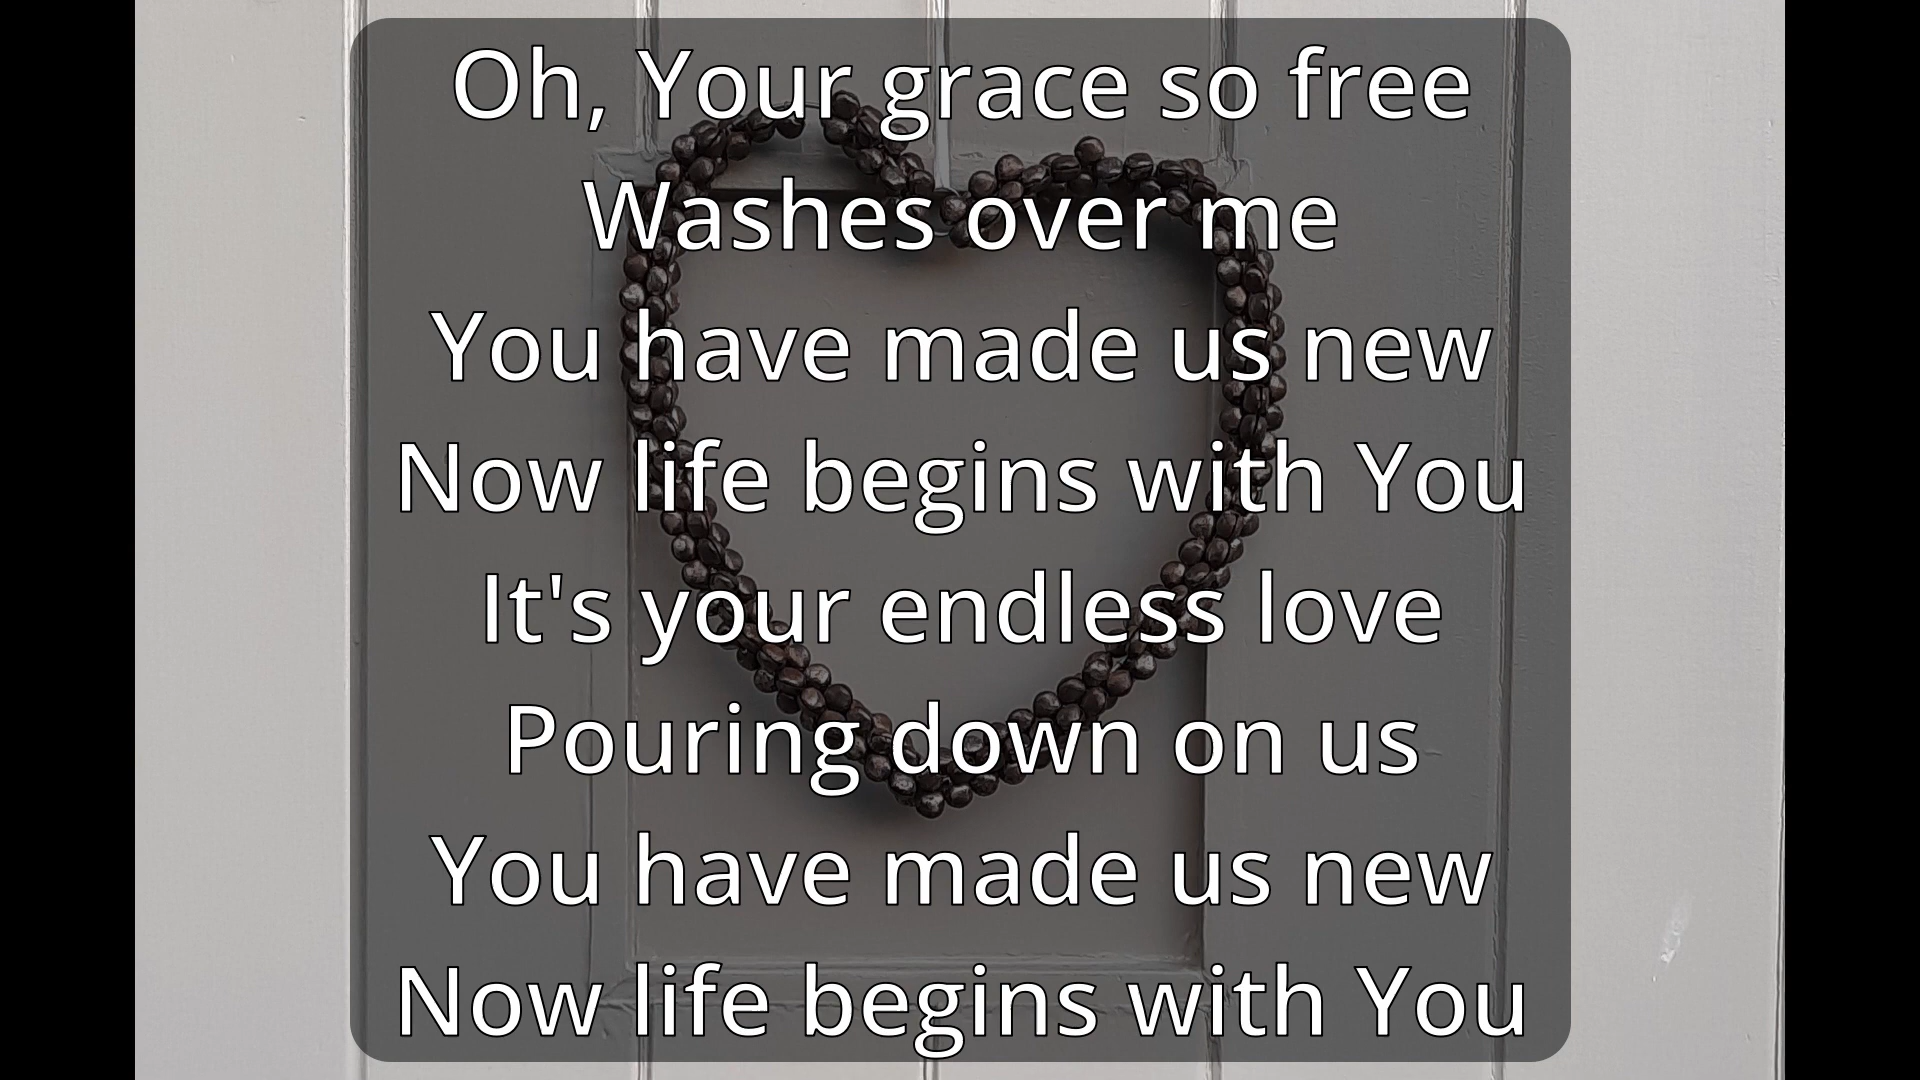 Oh, Your grace so free
Washes over me
You have made us new
Now life begins with You
It's your endless love
Pouring down on us
You have made us new
Now life begins with You